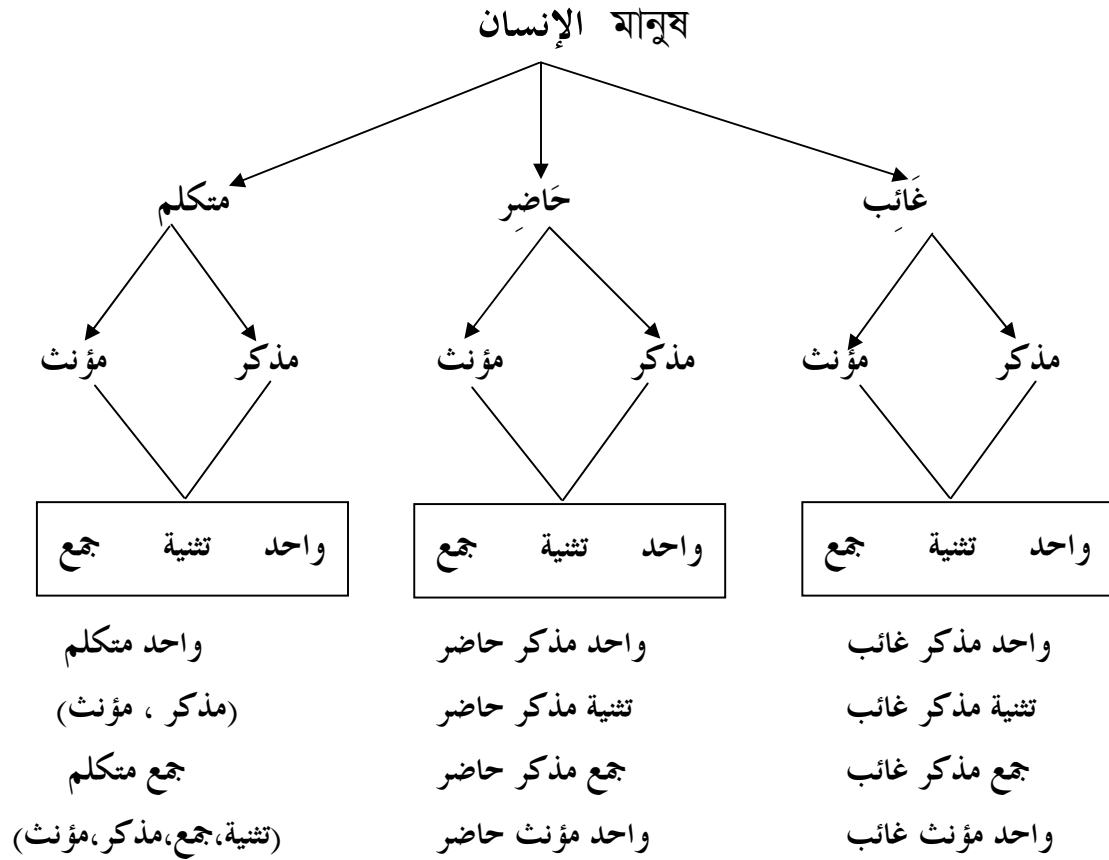 الإنسان মানুষ
غَائِب حَاضِر متكلم
مذكر مؤنث مذكر مؤنث مذكر مؤنث
واحد تثنية جمع واحد تثنية جمع واحد تثنية جمع
واحد مذكر غائب واحد مذكر حاضر واحد متكلم
تثنية مذكر غائب تثنية مذكر حاضر (مذكر ، مؤنث)
جمع مذكر غائب جمع مذكر حاضر جمع متكلم
واحد مؤنث غائب واحد مؤنث حاضر (تثنية،جمع،مذكر،مؤنث)